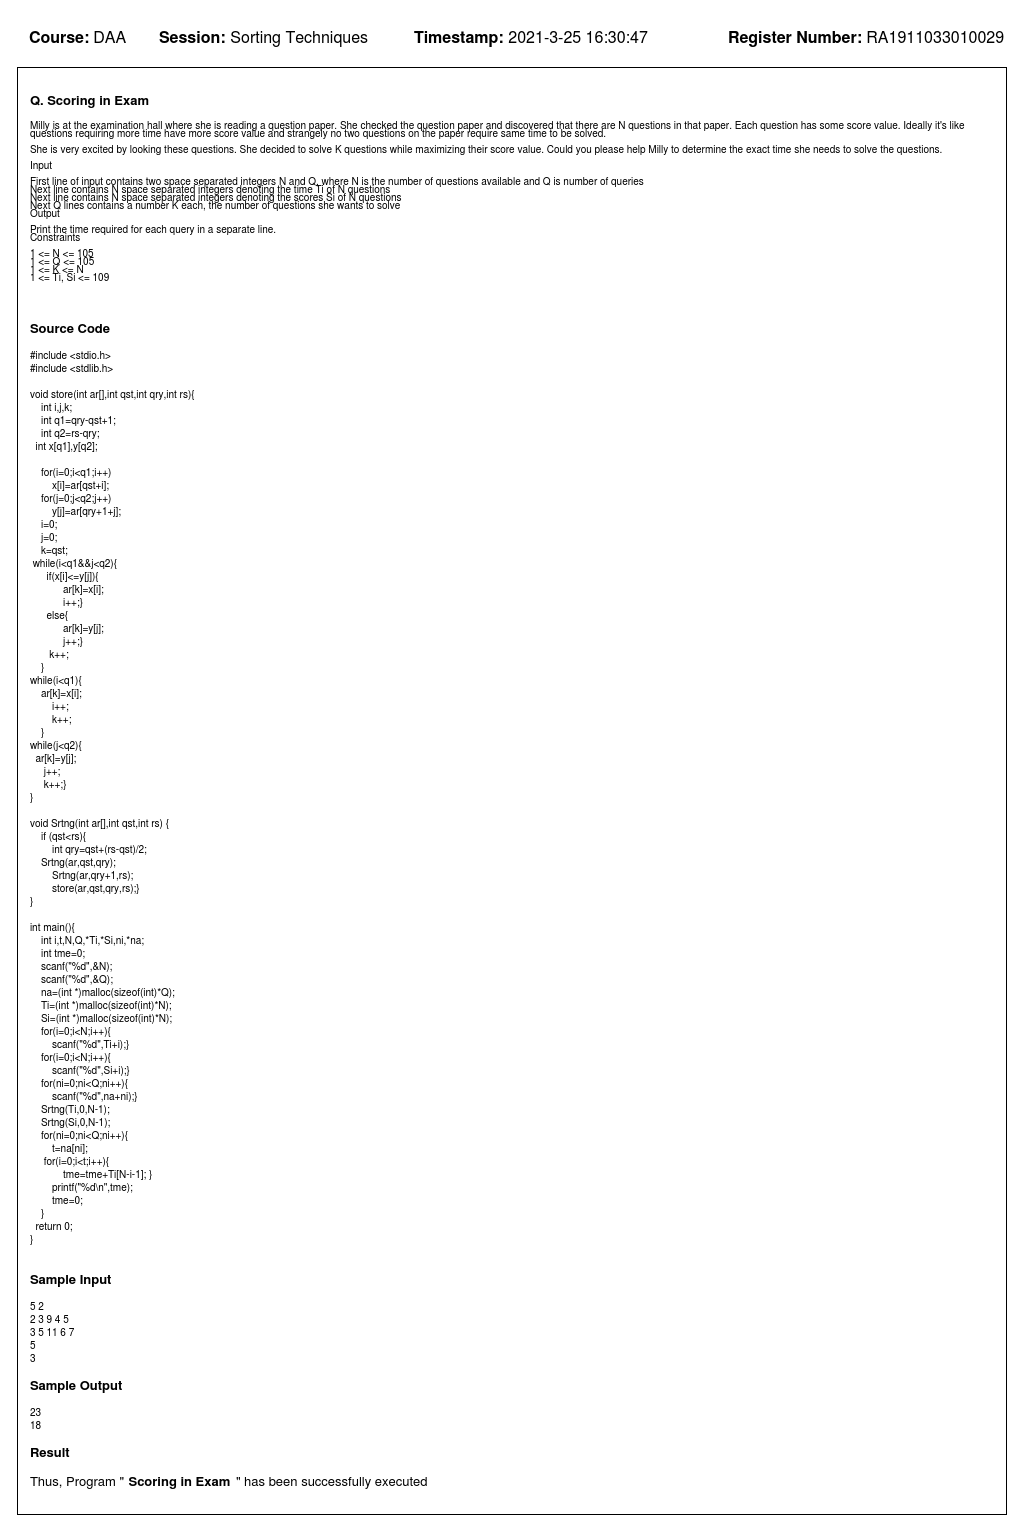 Course: DAA Session: Sorting Techniques Timestamp: 2021-3-25 16:30:47 Register Number: RA1911033010029
Q. Scoring in Exam
Milly is at the examination hall where she is reading a question paper. She checked the question paper and discovered that there are N questions in that paper. Each question has some score value. Ideally it's like
questions requiring more time have more score value and strangely no two questions on the paper require same time to be solved.
She is very excited by looking these questions. She decided to solve K questions while maximizing their score value. Could you please help Milly to determine the exact time she needs to solve the questions.
Input
First line of input contains two space separated integers N and Q, where N is the number of questions available and Q is number of queries
Next line contains N space separated integers denoting the time Ti of N questions
Next line contains N space separated integers denoting the scores Si of N questions
Next Q lines contains a number K each, the number of questions she wants to solve
Output
Print the time required for each query in a separate line.
Constraints
1 <= N <= 105
1 <= Q <= 105
1 <= K <= N
1 <= Ti, Si <= 109
Source Code
#include <stdio.h>
#include <stdlib.h>
void store(int ar[],int qst,int qry,int rs){
int i,j,k;
int q1=qry-qst+1;
int q2=rs-qry;
int x[q1],y[q2];
for(i=0;i<q1;i++)
x[i]=ar[qst+i];
for(j=0;j<q2;j++)
y[j]=ar[qry+1+j];
i=0;
j=0;
k=qst;
while(i<q1&&j<q2){
if(x[i]<=y[j]){
ar[k]=x[i];
i++;}
else{
ar[k]=y[j];
j++;}
k++;
}
while(i<q1){
ar[k]=x[i];
i++;
k++;
}
while(j<q2){
ar[k]=y[j];
j++;
k++;}
}
void Srtng(int ar[],int qst,int rs) {
if (qst<rs){
int qry=qst+(rs-qst)/2;
Srtng(ar,qst,qry);
Srtng(ar,qry+1,rs);
store(ar,qst,qry,rs);}
}
int main(){
int i,t,N,Q,*Ti,*Si,ni,*na;
int tme=0;
scanf("%d",&N);
scanf("%d",&Q);
na=(int *)malloc(sizeof(int)*Q);
Ti=(int *)malloc(sizeof(int)*N);
Si=(int *)malloc(sizeof(int)*N);
for(i=0;i<N;i++){
scanf("%d",Ti+i);}
for(i=0;i<N;i++){
scanf("%d",Si+i);}
for(ni=0;ni<Q;ni++){
scanf("%d",na+ni);}
Srtng(Ti,0,N-1);
Srtng(Si,0,N-1);
for(ni=0;ni<Q;ni++){
t=na[ni];
for(i=0;i<t;i++){
tme=tme+Ti[N-i-1]; }
printf("%d\n",tme);
tme=0;
}
return 0;
}
Sample Input
5 2
2 3 9 4 5
3 5 11 6 7
5
3
Sample Output
23
18
Result
Thus, Program " Scoring in Exam " has been successfully executed